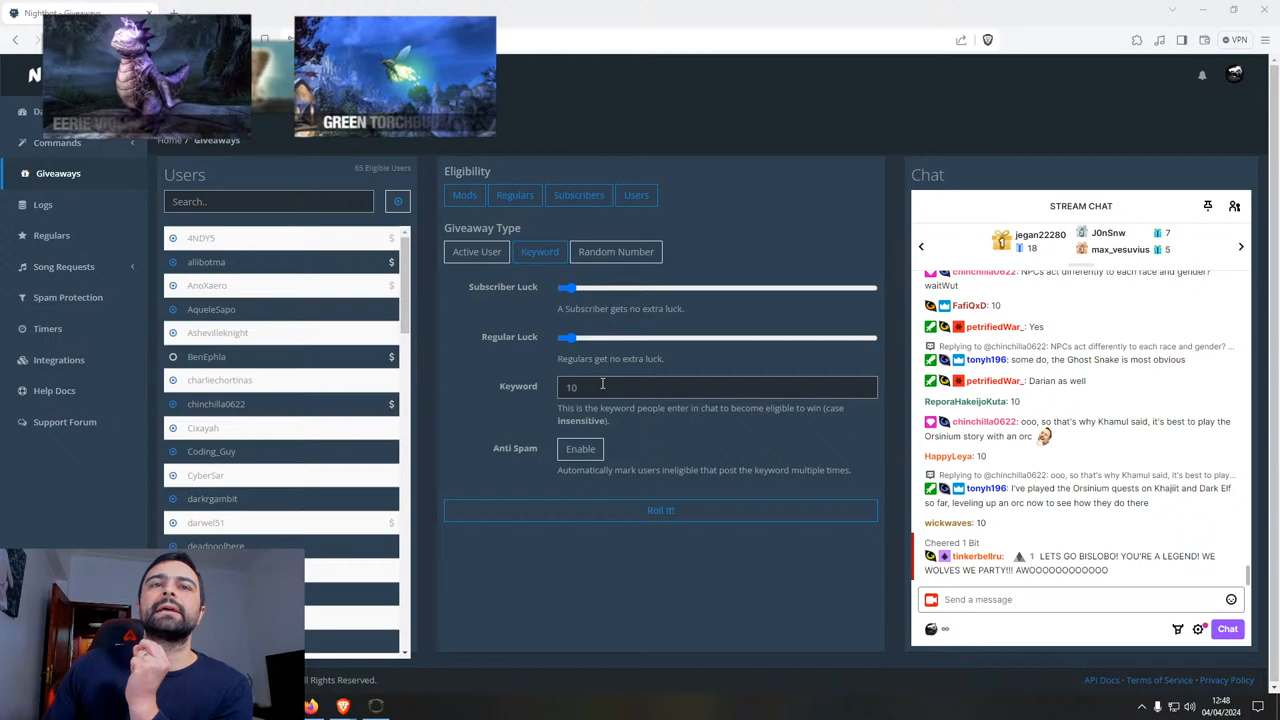 Nightbot
VPN
EERIE
GREEN
Commands
Giveaways
Logs
Regulars
Song Requests
Spam Protection
Timers
Integrations
Help Docs
Support Forum
Home / Giveaways
Users
65 Eligible Users
Search..
4NDY5 $
allibotma $
AnoXaero $
AqueleSapo
Ashevilleknight
BenEphla $
charliechortinas
chinchilla0622 $
Cixayah
Coding_Guy
CyberSar
darkrgambit
darwel51 $
Eligibility
Mods Regulars Subscribers Users
Giveaway Type
Active User Keyword Random Number
Subscriber Luck
A Subscriber gets no extra luck.
Regular Luck
Regulars get no extra luck.
Keyword 10
This is the keyword people enter in chat to become eligible to win (case
insensitive).
Anti Spam Enable
Automatically mark users ineligible that post the keyword multiple times.
Roll It!
Chat
STREAM CHAT
jegan22280
18
J0nSnw 7
max_vesuvius 5
chinchilla0622: NPCs act differently to each race and gender?
waitWut
FafiQxD: 10
petrifiedWar_: Yes
Replying to @chinchilla0622: NPCs act differently to each race and gender? ...
tonyh196: some do, the Ghost Snake is most obvious
petrifiedWar_: Darian as well
ReporaHakeijoKuta: 10
chinchilla0622: ooo, so that's why Khamul said, it's best to play the
Orsinium story with an orc
HappyLeya: 10
Replying to @chinchilla0622: ooo, so that's why Khamul said, it's best to play...
tonyh196: I've played the Orsinium quests on Khajiit and Dark Elf
so far, leveling up an orc now to see how they do there
wickwaves: 10
Cheered 1 Bit
tinkerbellru: 1 LETS GO BISLOBO! YOU'RE A LEGEND! WE
WOLVES WE PARTY!!! AWOOOOOOOOOOOO
Send a message
∞
Chat
ll Rights Reserved.
API Docs - Terms of Service - Privacy Policy
12:48
04/04/2024